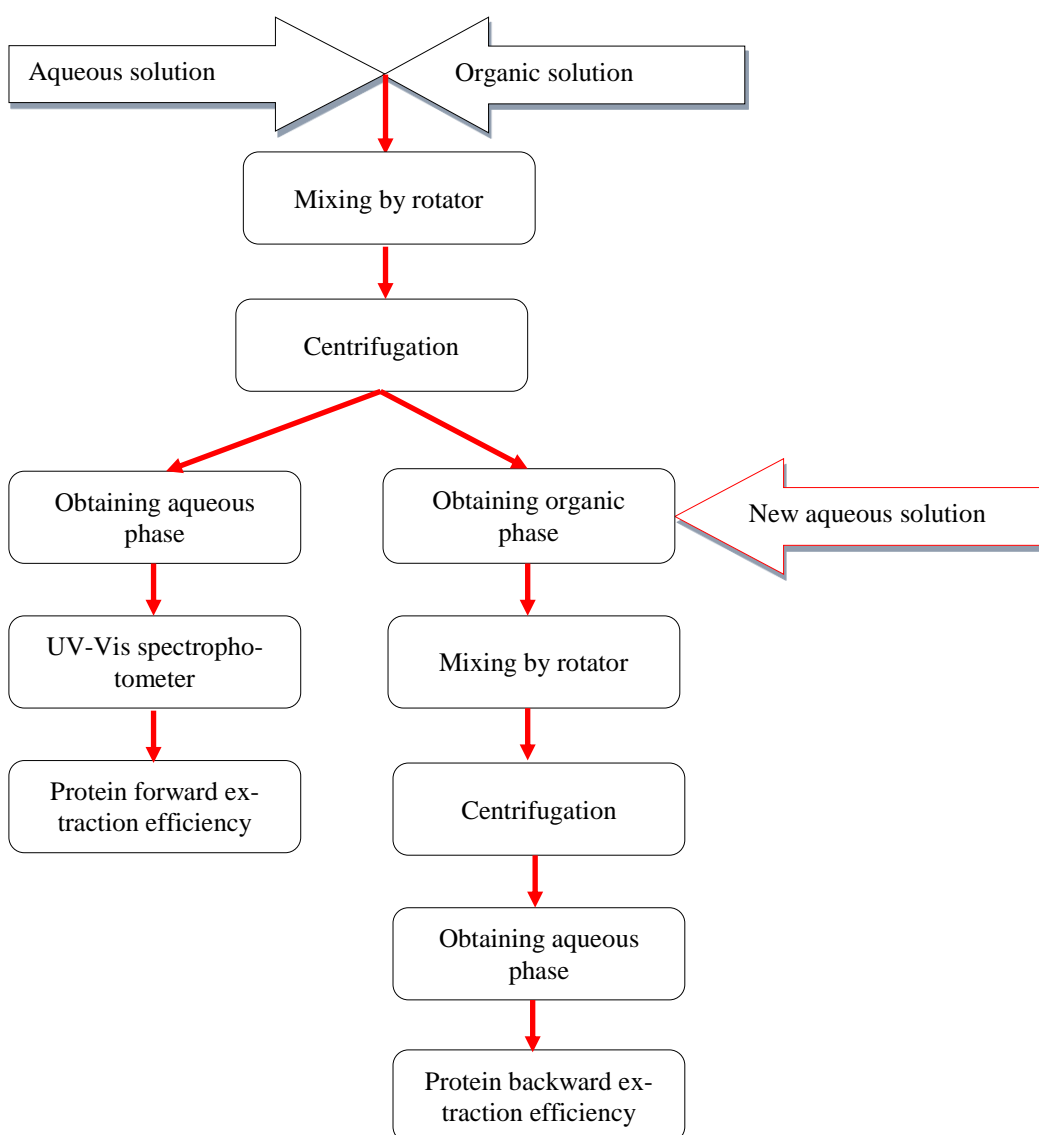 Aqueous solution
Organic solution
Mixing by rotator
Centrifugation
Obtaining aqueous
phase
Obtaining organic
phase
New aqueous solution
UV-Vis spectropho-
tometer
Mixing by rotator
Protein forward ex-
traction efficiency
Centrifugation
Obtaining aqueous
phase
Protein backward ex-
traction efficiency